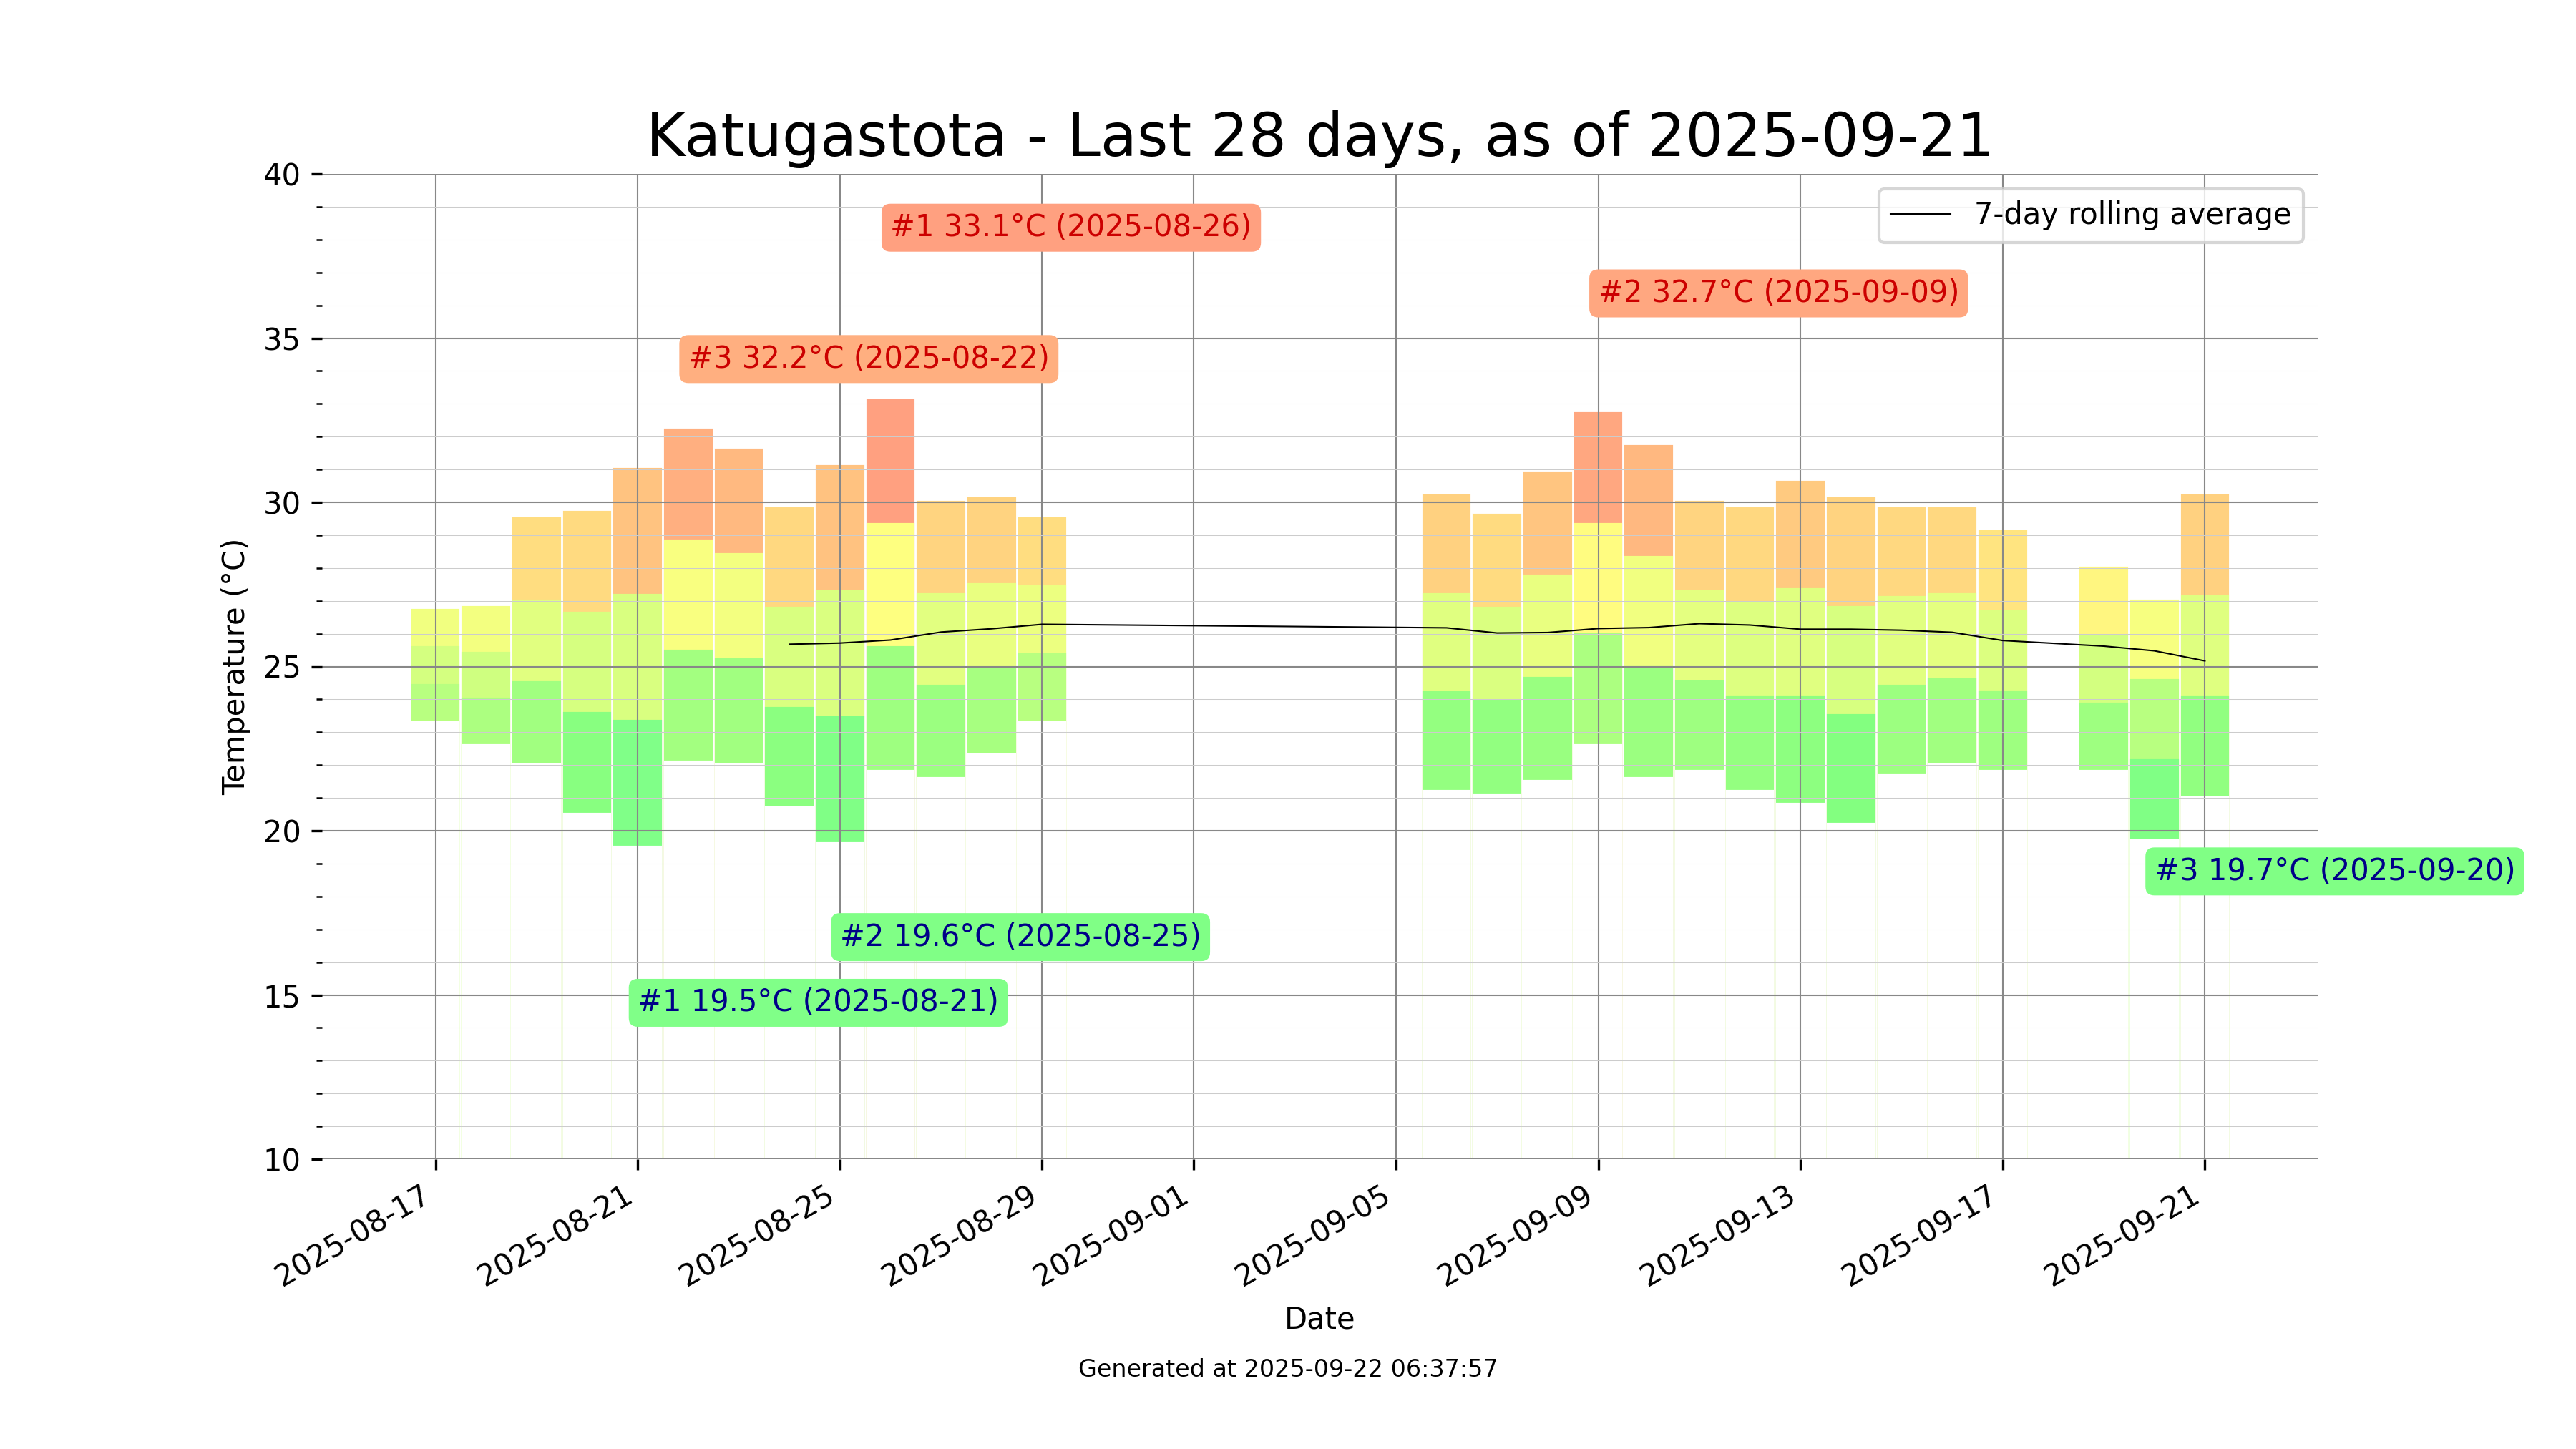 Katugastota - Last 28 days, as of 2025-09-21
40
35
30
25
20
15
10
Temperature (°C)
7-day rolling average
#1 33.1°C (2025-08-26)
#2 32.7°C (2025-09-09)
#3 32.2°C (2025-08-22)
#3 19.7°C (2025-09-20)
#2 19.6°C (2025-08-25)
#1 19.5°C (2025-08-21)
2025-08-17
2025-08-21
2025-08-25
2025-08-29
2025-09-01
2025-09-05
2025-09-09
2025-09-13
2025-09-17
2025-09-21
Date
Generated at 2025-09-22 06:37:57